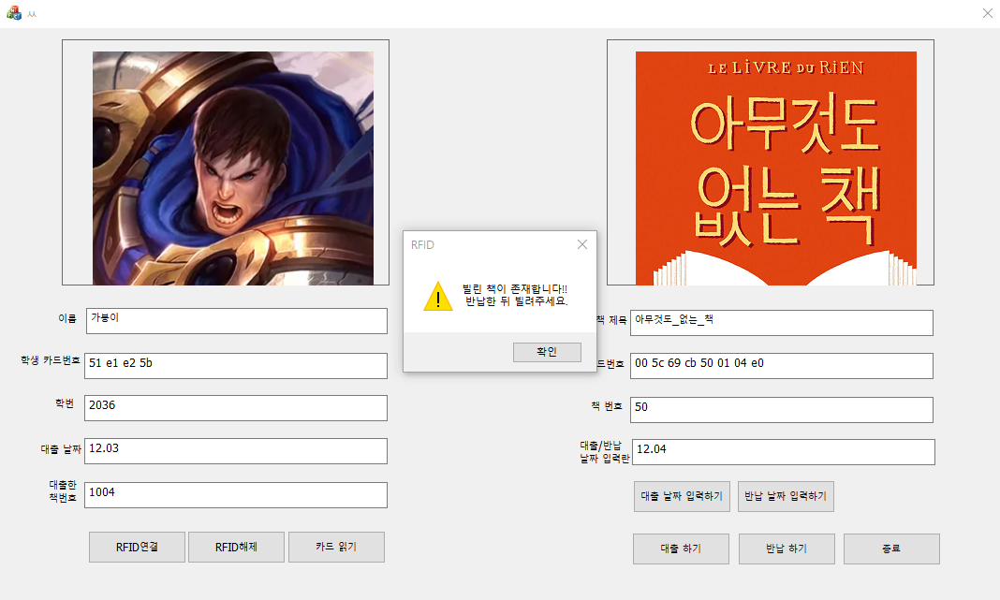 ㅆ
LE LiVRE DU RiEN
아무것도
없는 책
RFID
빌린 책이 존재합니다!!
반납한 뒤 빌려주세요.
확인
이름
가붕이
학생 카드번호
51 e1 e2 5b
학번
2036
대출 날짜
12.03
대출한
책번호
1004
RFID연결
RFID해제
카드 읽기
책 제목
아무것도_없는_책
드번호
00 5c 69 cb 50 01 04 e0
책 번호
50
대출/반납
날짜 입력란
12.04
대출 날짜 입력하기
반납 날짜 입력하기
대출 하기
반납 하기
종료